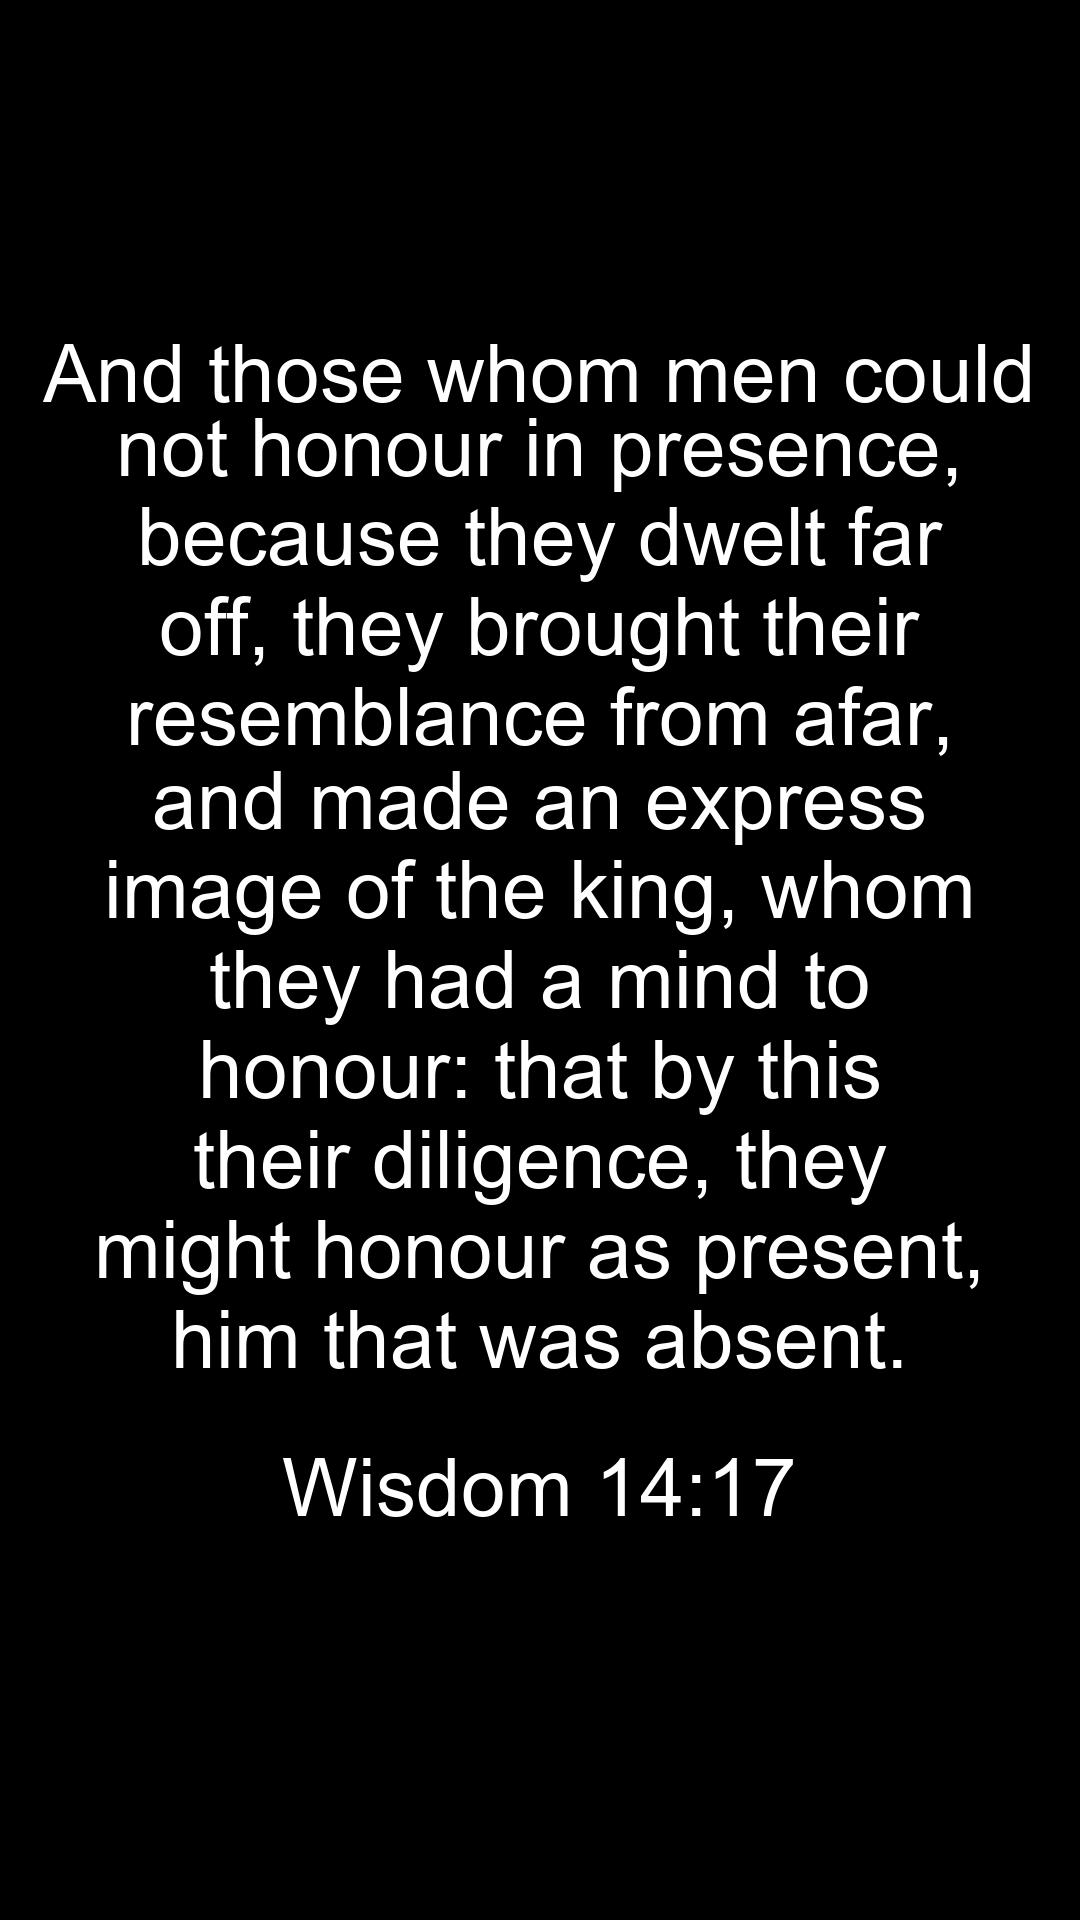 And those whom men could
not honour in presence,
because they dwelt far
off, they brought their
resemblance from afar,
and made an express
image of the king, whom
they had a mind to
honour: that by this
their diligence, they
might honour as present,
him that was absent.
Wisdom 14:17